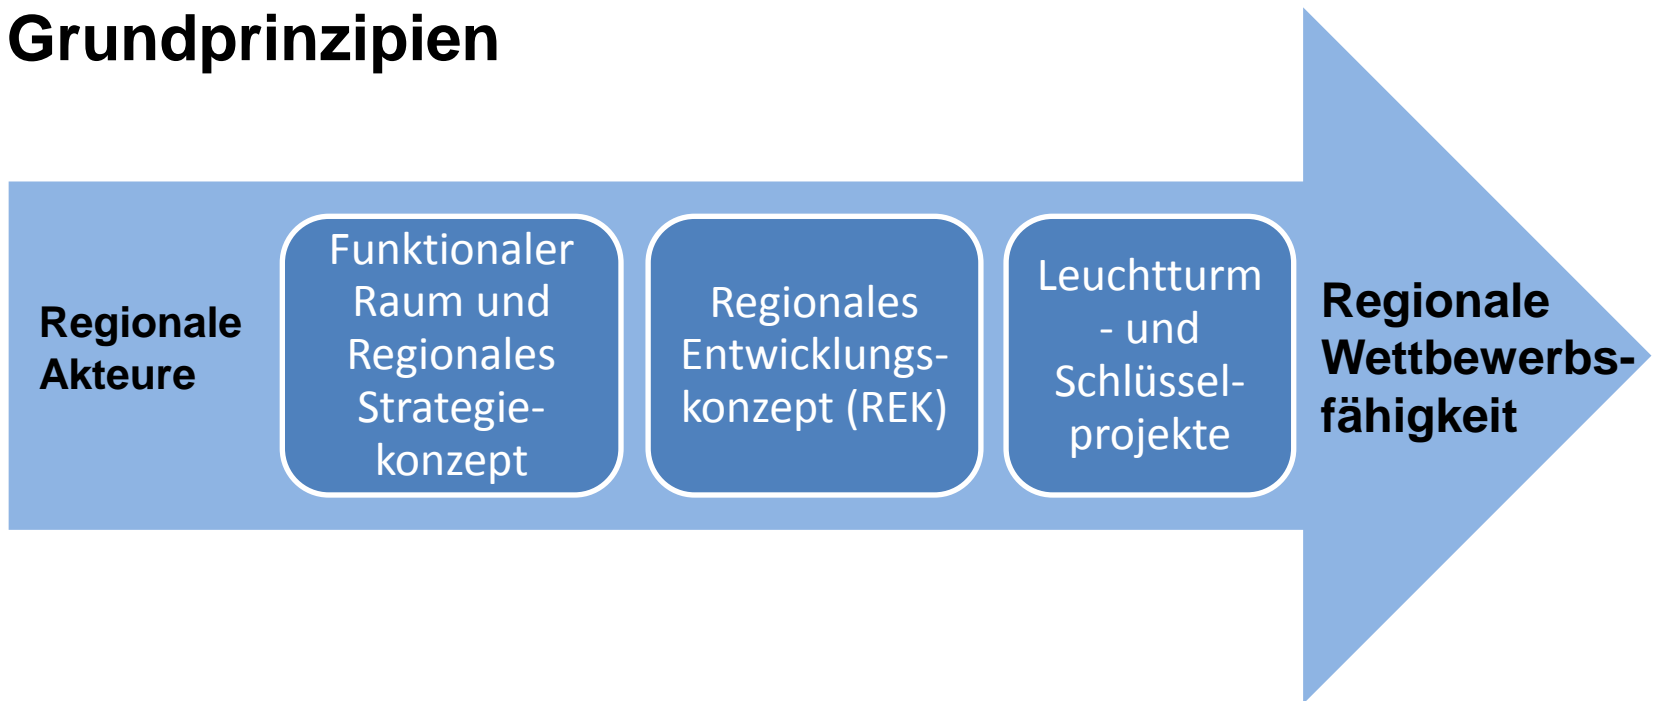 Grundprinzipien
Regionale
Akteure
Funktionaler
Raum und
Regionales
Strategie-
konzept
Regionales
Entwicklungs-
konzept (REK)
Leuchtturm
- und
Schlüssel-
projekte
Regionale
Wettbewerbs-
fähigkeit